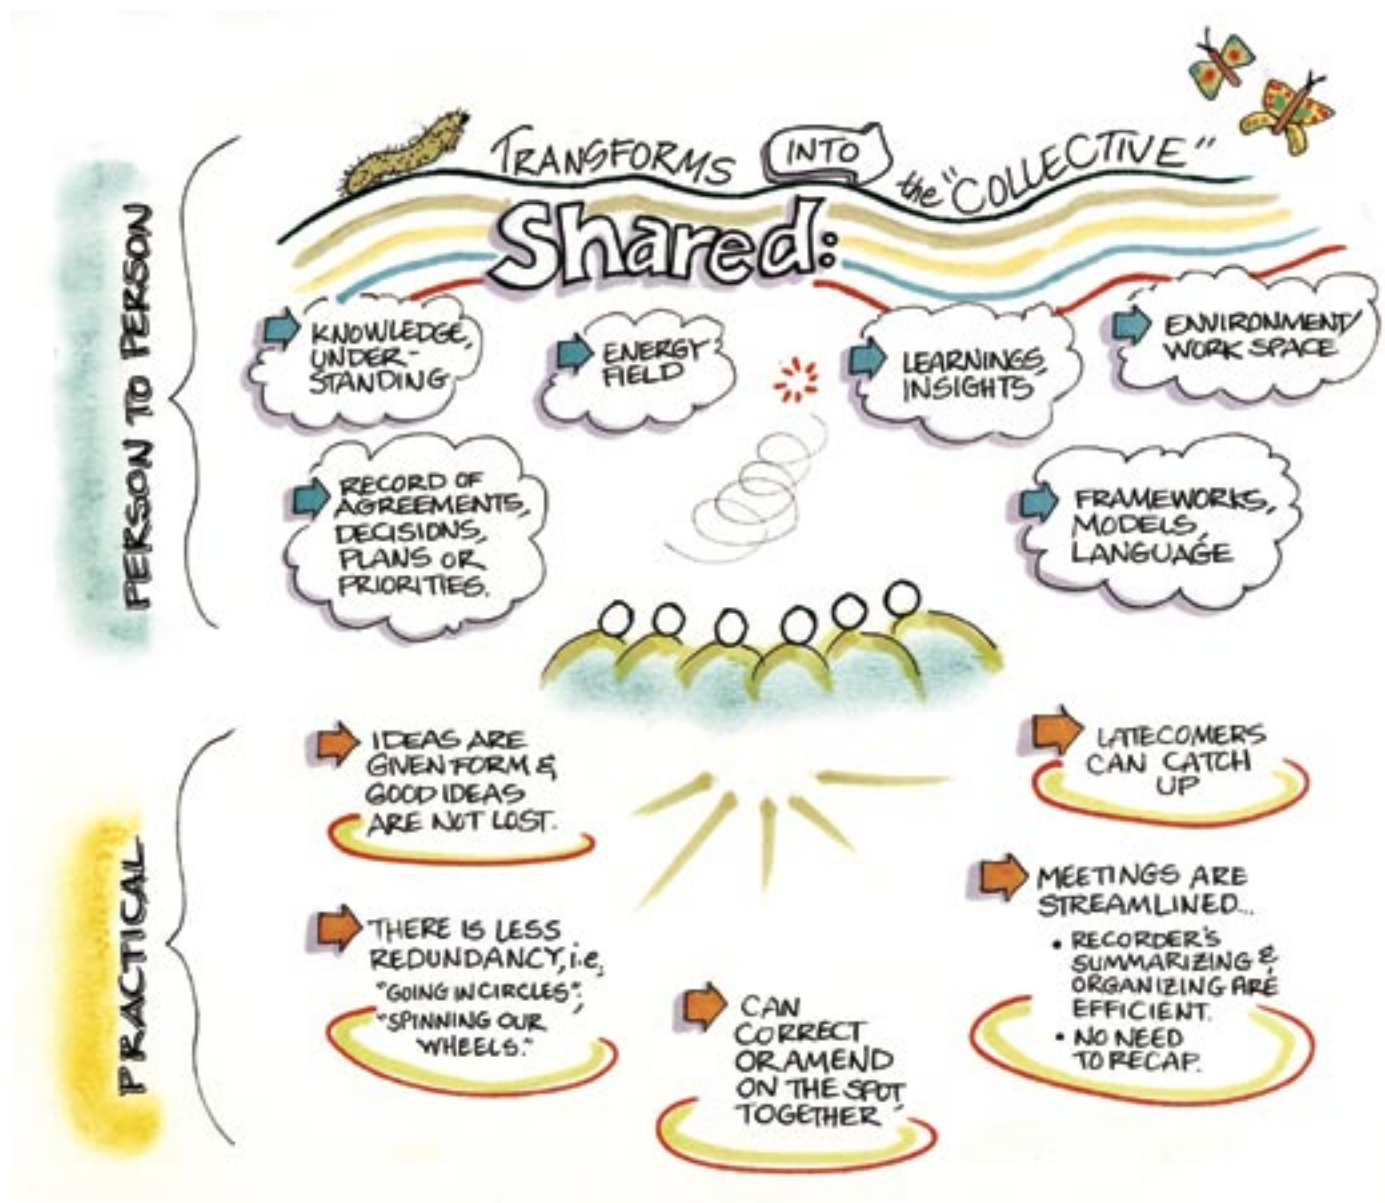 TRANSFORMS INTO the "COLLECTIVE"
Shared:
PERSON TO PERSON
KNOWLEDGE,
UNDER-
STANDING
ENERGY
FIELD
LEARNINGS,
INSIGHTS
ENVIRONMENT/
WORK SPACE
RECORD OF
AGREEMENTS,
DECISIONS,
PLANS OR
PRIORITIES.
FRAMEWORKS,
MODELS,
LANGUAGE
PRACTICAL
IDEAS ARE
GIVEN FORM &
GOOD IDEAS
ARE NOT LOST.
THERE IS LESS
REDUNDANCY, i.e,
"GOING IN CIRCLES",
"SPINNING OUR
WHEELS."
CAN
CORRECT
OR AMEND
ON THE SPOT
TOGETHER
LATECOMERS
CAN CATCH
UP
MEETINGS ARE
STREAMLINED...
• RECORDER'S
SUMMARIZING &
ORGANIZING ARE
EFFICIENT.
• NO NEED
TO RECAP.